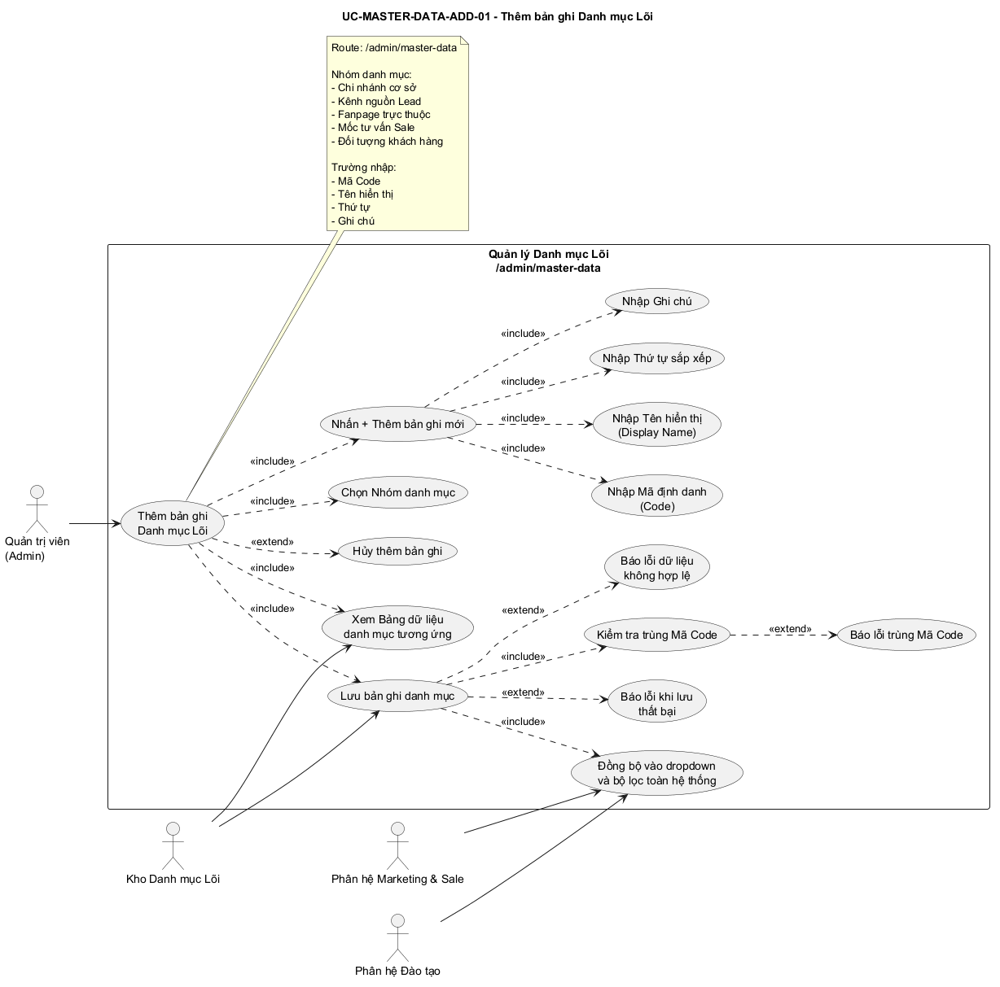 UC-MASTER-DATA-ADD-01 - Thêm bản ghi Danh mục Lõi
Route: /admin/master-data
Nhóm danh mục:
- Chi nhánh cơ sở
- Kênh nguồn Lead
- Fanpage trực thuộc
- Mốc tư vấn Sale
- Đối tượng khách hàng
Trường nhập:
- Mã Code
- Tên hiển thị
- Thứ tự
- Ghi chú
Quản lý Danh mục Lõi
/admin/master-data
Nhập Ghi chú
«include»
Nhập Thứ tự sắp xếp
«include»
Nhấn + Thêm bản ghi mới
«include»
Nhập Tên hiển thị
(Display Name)
«include»
«include»
Chọn Nhóm danh mục
Nhập Mã định danh
(Code)
«include»
Quản trị viên
(Admin)
Thêm bản ghi
Danh mục Lõi
«extend»
Hủy thêm bản ghi
«include»
Báo lỗi dữ liệu
không hợp lệ
«include»
«extend»
Xem Bảng dữ liệu
danh mục tương ứng
Kiểm tra trùng Mã Code
«extend»
Báo lỗi trùng Mã Code
«include»
Lưu bản ghi danh mục
«extend»
Báo lỗi khi lưu
thất bại
«include»
Đồng bộ vào dropdown
và bộ lọc toàn hệ thống
Kho Danh mục Lõi
Phân hệ Marketing & Sale
Phân hệ Đào tạo